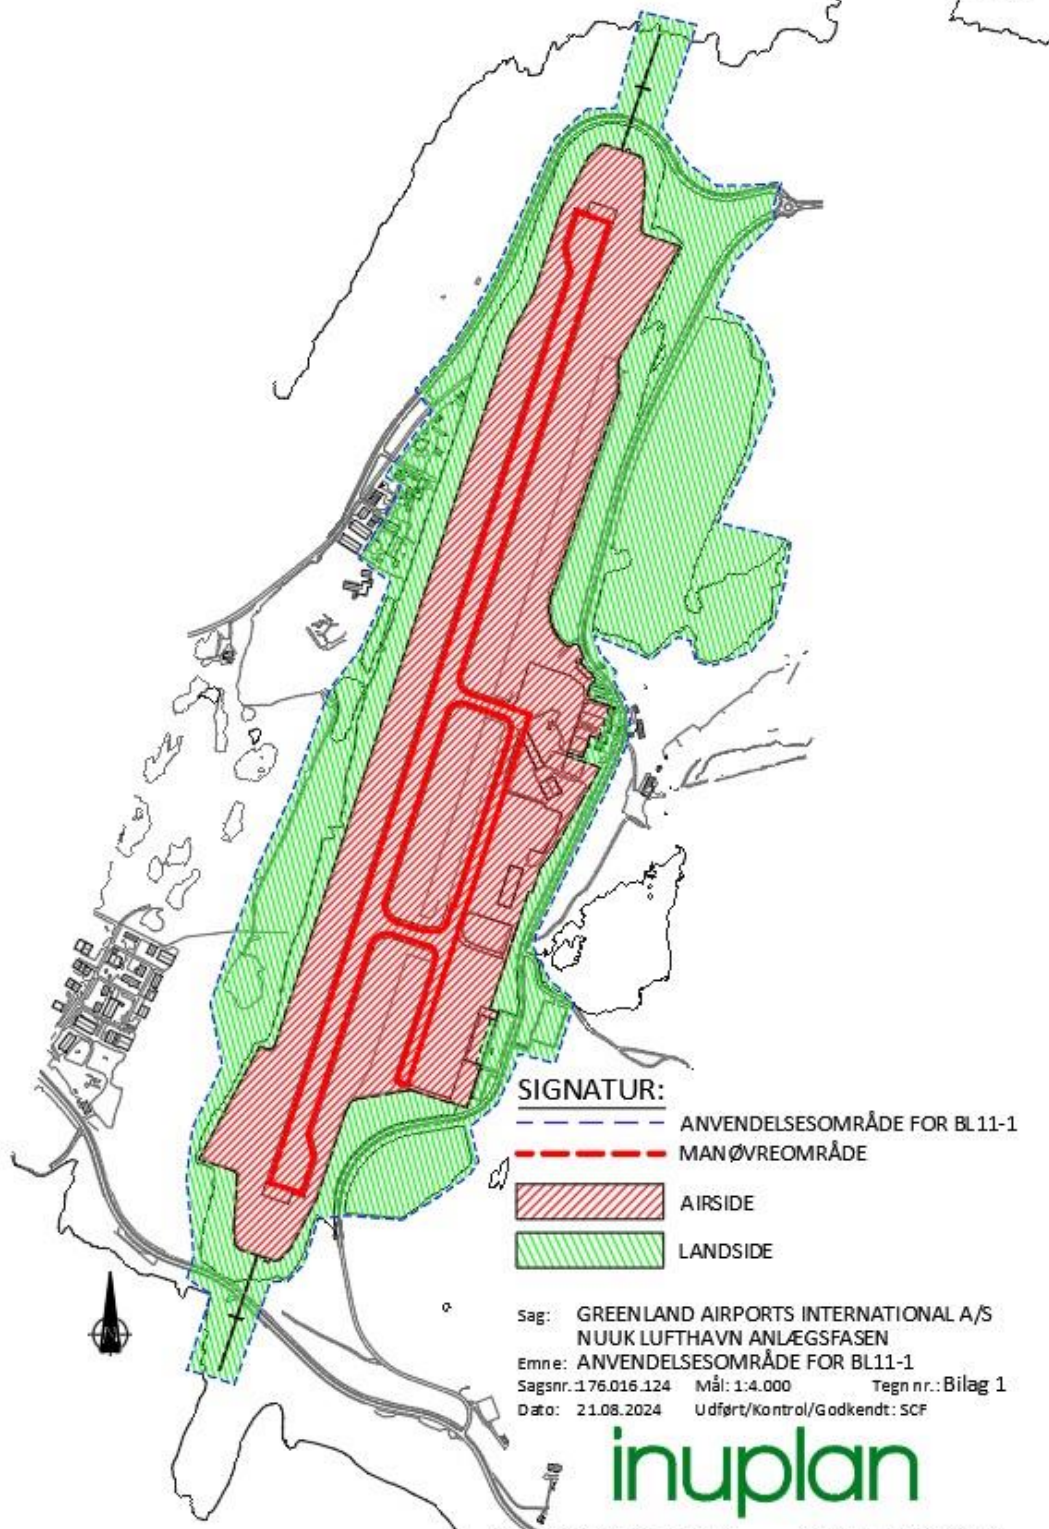 SIGNATUR:
ANVENDELSESOMRÅDE FOR BL11-1
MANØVREOMRÅDE
AIRSIDE
LANDSIDE
N
Sag: GREENLAND AIRPORTS INTERNATIONAL A/S
NUUK LUFTHAVN ANLÆGSFASEN
Emne: ANVENDELSESOMRÅDE FOR BL11-1
Sagsnr.:176.016.124 Mål: 1:4.000 Tegn nr.: Bilag 1
Dato: 21.08.2024 Udført/Kontrol/Godkendt: SCF
inuplan